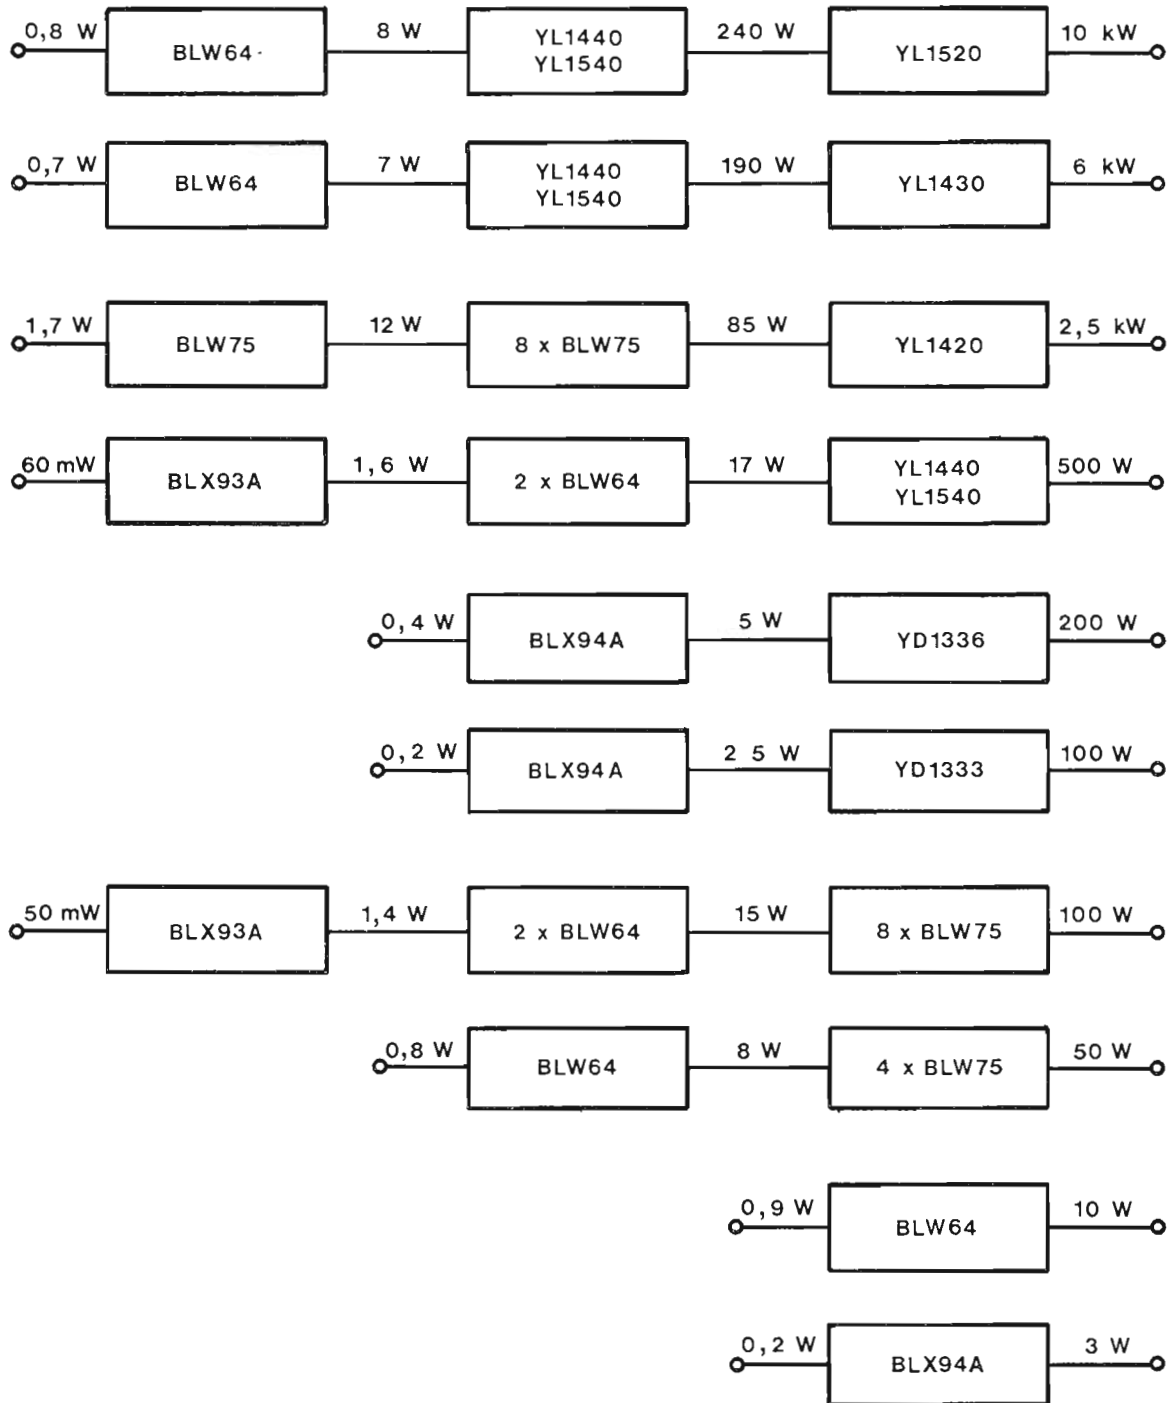 0,8 W BLW64 8 W YL1440 YL1540 240 W YL1520 10 kW
0,7 W BLW64 7 W YL1440 YL1540 190 W YL1430 6 kW
1,7 W BLW75 12 W 8 x BLW75 85 W YL1420 2,5 kW
60 mW BLX93A 1,6 W 2 x BLW64 17 W YL1440 YL1540 500 W
0,4 W BLX94A 5 W YD1336 200 W
0,2 W BLX94A 2 5 W YD1333 100 W
50 mW BLX93A 1,4 W 2 x BLW64 15 W 8 x BLW75 100 W
0,8 W BLW64 8 W 4 x BLW75 50 W
0,9 W BLW64 10 W
0,2 W BLX94A 3 W